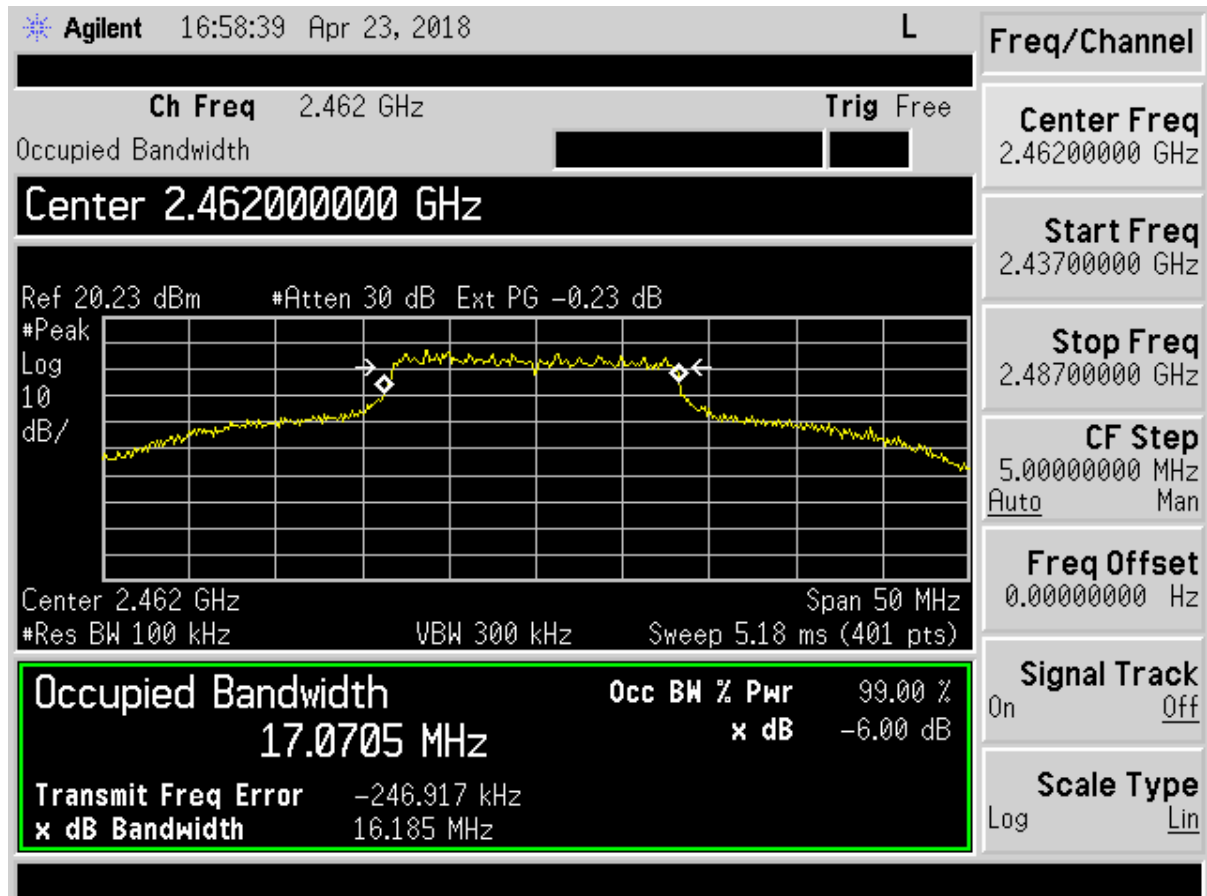 Agilent 16:58:39 Apr 23, 2018 L
Freq/Channel
Ch Freq 2.462 GHz Trig Free
Occupied Bandwidth
Center 2.462000000 GHz
Ref 20.23 dBm #Atten 30 dB Ext PG -0.23 dB
#Peak
Log
10
dB/
Center 2.462 GHz Span 50 MHz
#Res BW 100 kHz VBW 300 kHz Sweep 5.18 ms (401 pts)
Occupied Bandwidth
17.0705 MHz
Occ BW % Pwr 99.00 %
x dB -6.00 dB
Transmit Freq Error -246.917 kHz
x dB Bandwidth 16.185 MHz
Center Freq
2.46200000 GHz
Start Freq
2.43700000 GHz
Stop Freq
2.48700000 GHz
CF Step
5.00000000 MHz
Auto Man
Freq Offset
0.00000000 Hz
Signal Track
On Off
Scale Type
Log Lin